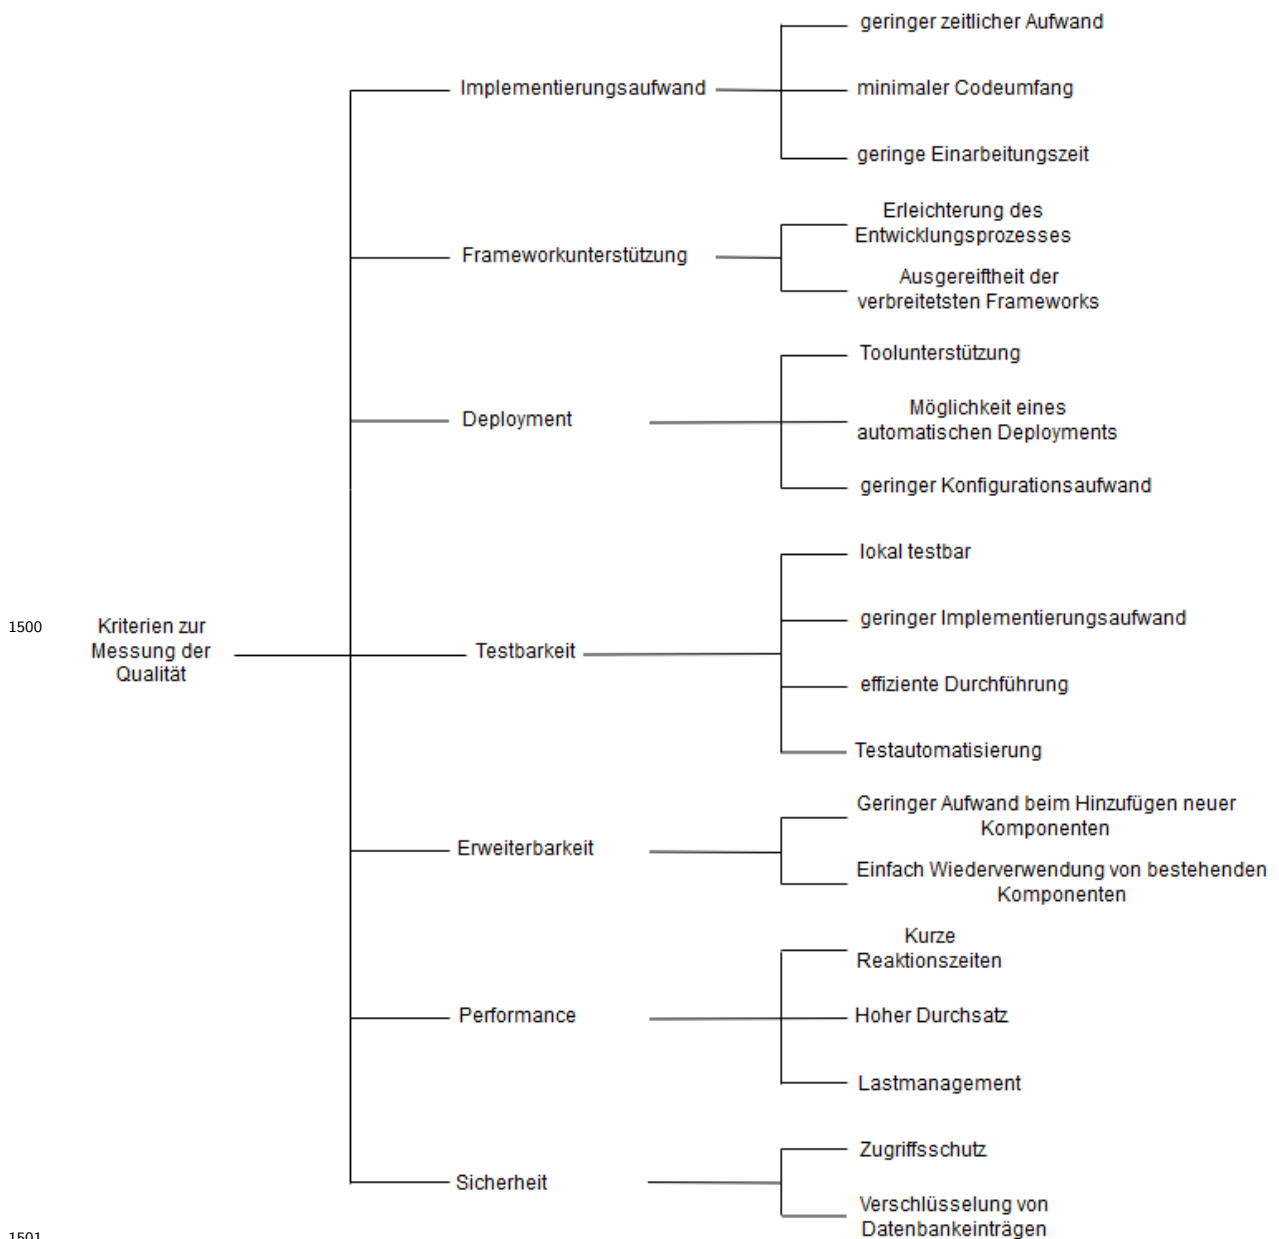 geringer zeitlicher Aufwand
Implementierungsaufwand
minimaler Codeumfang
geringe Einarbeitungszeit
Erleichterung des
Entwicklungsprozesses
Frameworkunterstützung
Ausgereiftheit der
verbreitetsten Frameworks
Toolunterstützung
Deployment
Möglichkeit eines
automatischen Deployments
geringer Konfigurationsaufwand
1500
Kriterien zur
Messung der
Qualität
lokal testbar
geringer Implementierungsaufwand
Testbarkeit
effiziente Durchführung
Testautomatisierung
Geringer Aufwand beim Hinzufügen neuer
Komponenten
Erweiterbarkeit
Einfach Wiederverwendung von bestehenden
Komponenten
Kurze
Reaktionszeiten
Performance
Hoher Durchsatz
Lastmanagement
Zugriffsschutz
Sicherheit
Verschlüsselung von
Datenbankeinträgen
1501